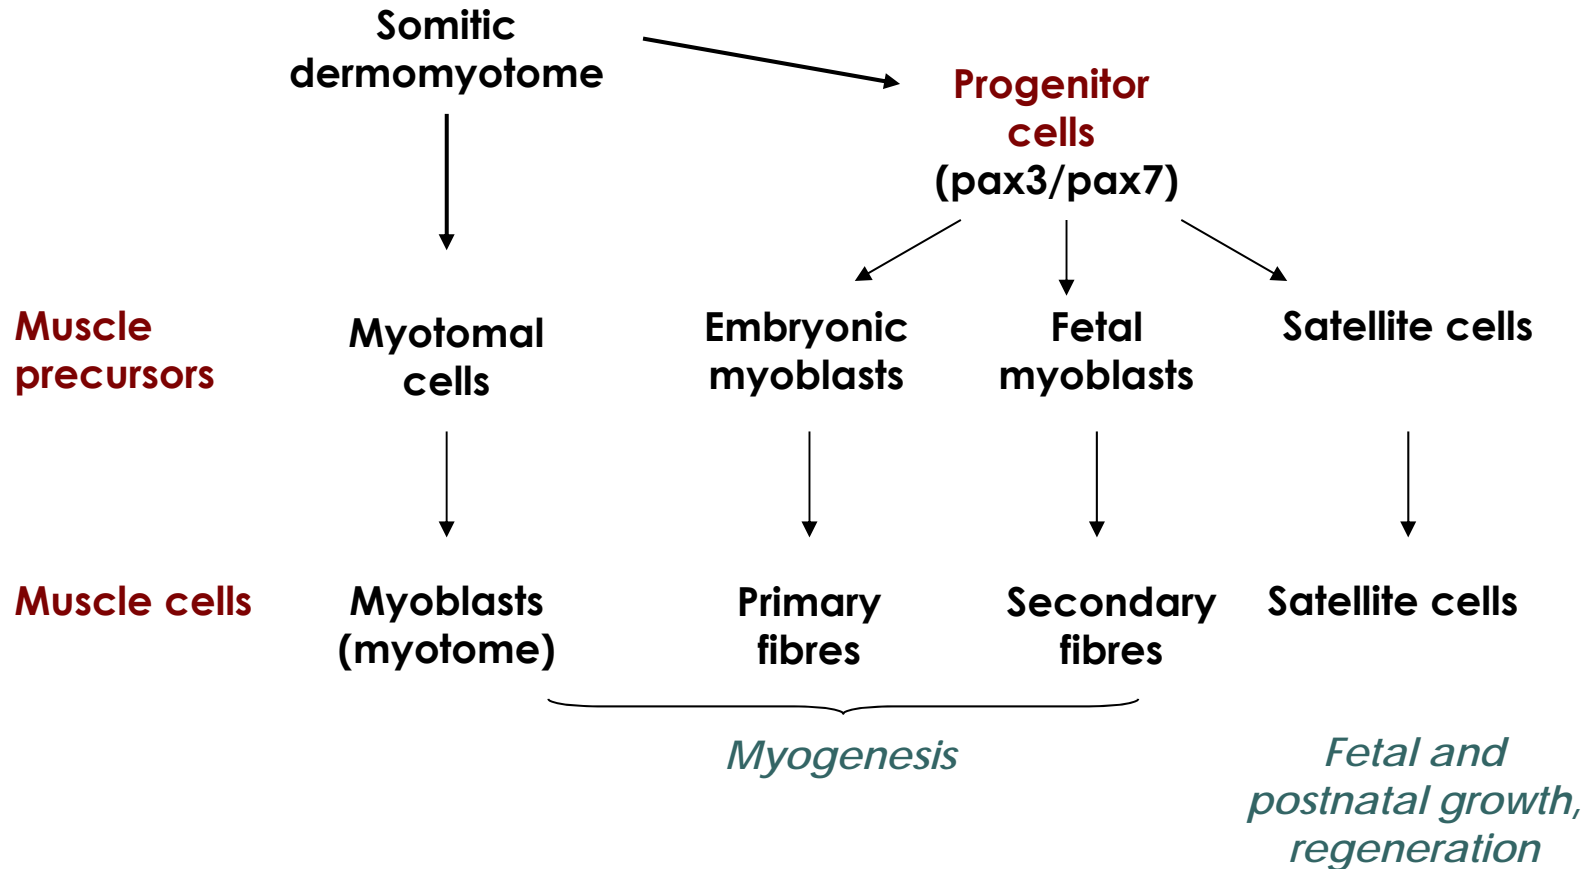 Somitic
dermomyotome
Progenitor
cells
(pax3/pax7)
Muscle
precursors
Myotomal
cells
Embryonic
myoblasts
Fetal
myoblasts
Satellite cells
Muscle cells
Myoblasts
(myotome)
Primary
fibres
Secondary
fibres
Satellite cells
Myogenesis
Fetal and
postnatal growth,
regeneration